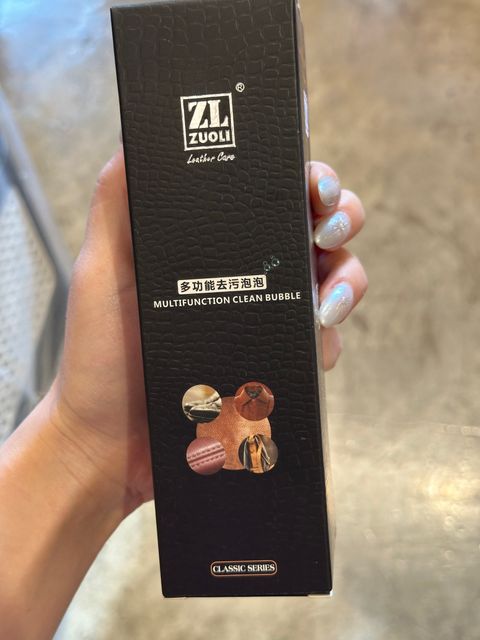 ZL
®
ZUOLI
Leather Care
多功能去污泡泡
MULTIFUNCTION CLEAN BUBBLE
CLASSIC SERIES